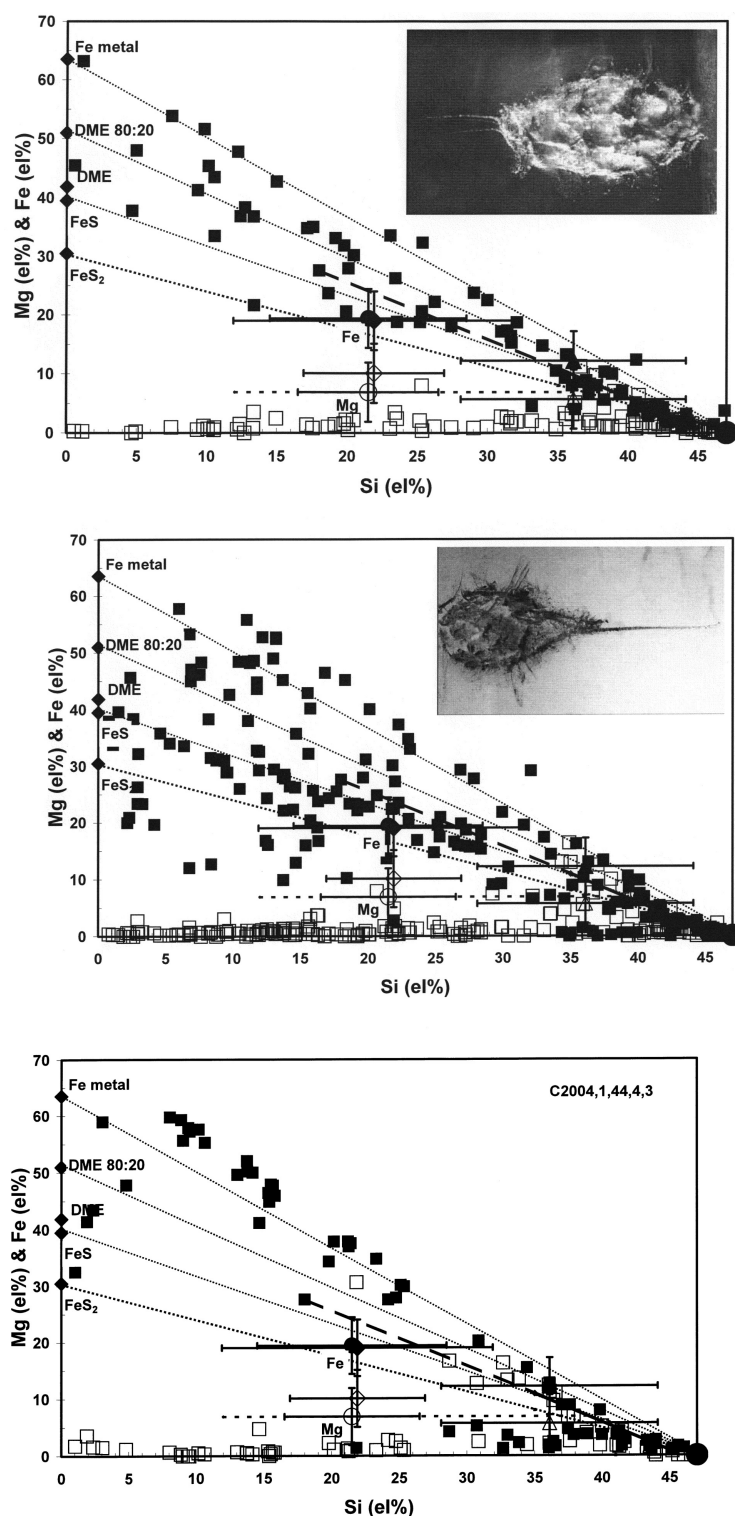 70
60
50
40
30
20
10
0
Mg (el%) & Fe (el%)
Fe metal
DME 80:20
DME
FeS
FeS₂
Fe
Mg
0 5 10 15 20 25 30 35 40 45
Si (el%)
70
60
50
40
30
20
10
0
Mg (el%) & Fe (el%)
Fe metal
DME 80:20
DME
FeS
FeS₂
Fe
Mg
0 5 10 15 20 25 30 35 40 45
Si (el%)
70
60
50
40
30
20
10
0
Mg (el%) & Fe (el%)
Fe metal
C2004,1,44,4,3
DME 80:20
DME
FeS
FeS₂
Fe
Mg
0 5 10 15 20 25 30 35 40 45
Si (el%)